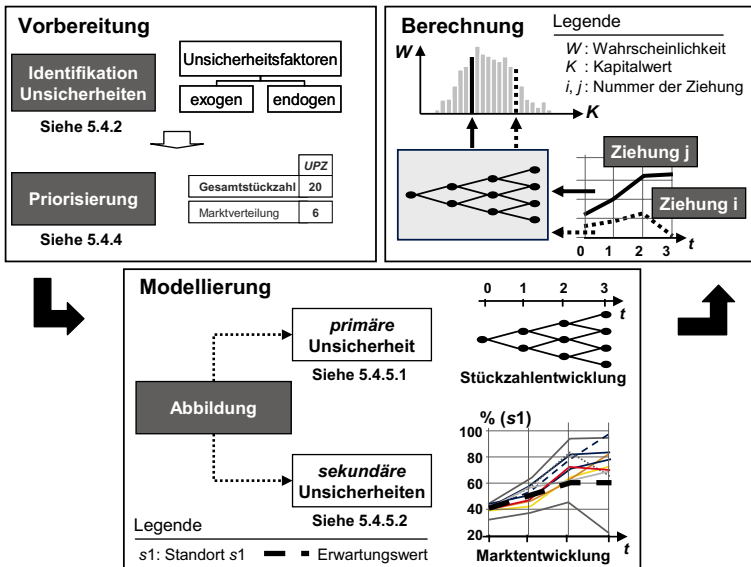 Vorbereitung
Identifikation
Unsicherheiten
Siehe 5.4.2
Unsicherheitsfaktoren
exogen
endogen
Priorisierung
Siehe 5.4.4
UPZ
Gesamtstückzahl 20
Marktverteilung 6
Berechnung
Legende
W : Wahrscheinlichkeit
K : Kapitalwert
i, j : Nummer der Ziehung
W
K
Ziehung j
Ziehung i
t
0 1 2 3
Modellierung
Abbildung
primäre
Unsicherheit
Siehe 5.4.5.1
sekundäre
Unsicherheiten
Siehe 5.4.5.2
Legende
s1: Standort s1
Erwartungswert
0 1 2 3
t
Stückzahlentwicklung
% (s1)
100
80
60
40
20
t
Marktentwicklung